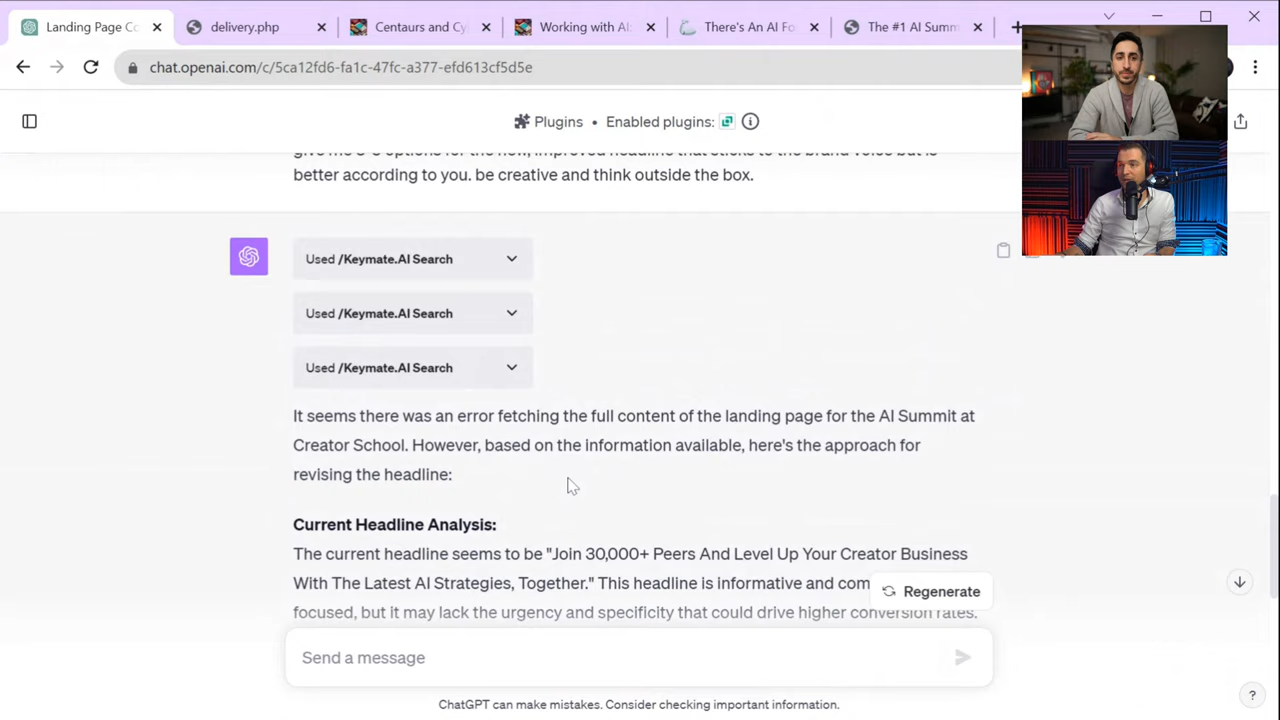 Landing Page Co
delivery.php
Centaurs and Cy
Working with AI:
There's An AI Fo
The #1 AI Summ
chat.openai.com/c/5ca12fd6-fa1c-47fc-a377-efd613cf5d5e
Plugins • Enabled plugins:
better according to you. be creative and think outside the box.
Used /Keymate.AI Search
Used /Keymate.AI Search
Used /Keymate.AI Search
It seems there was an error fetching the full content of the landing page for the AI Summit at
Creator School. However, based on the information available, here's the approach for
revising the headline:
Current Headline Analysis:
The current headline seems to be "Join 30,000+ Peers And Level Up Your Creator Business
With The Latest AI Strategies, Together." This headline is informative and com
Regenerate
focused, but it may lack the urgency and specificity that could drive higher conversion rates.
Send a message
ChatGPT can make mistakes. Consider checking important information.
?